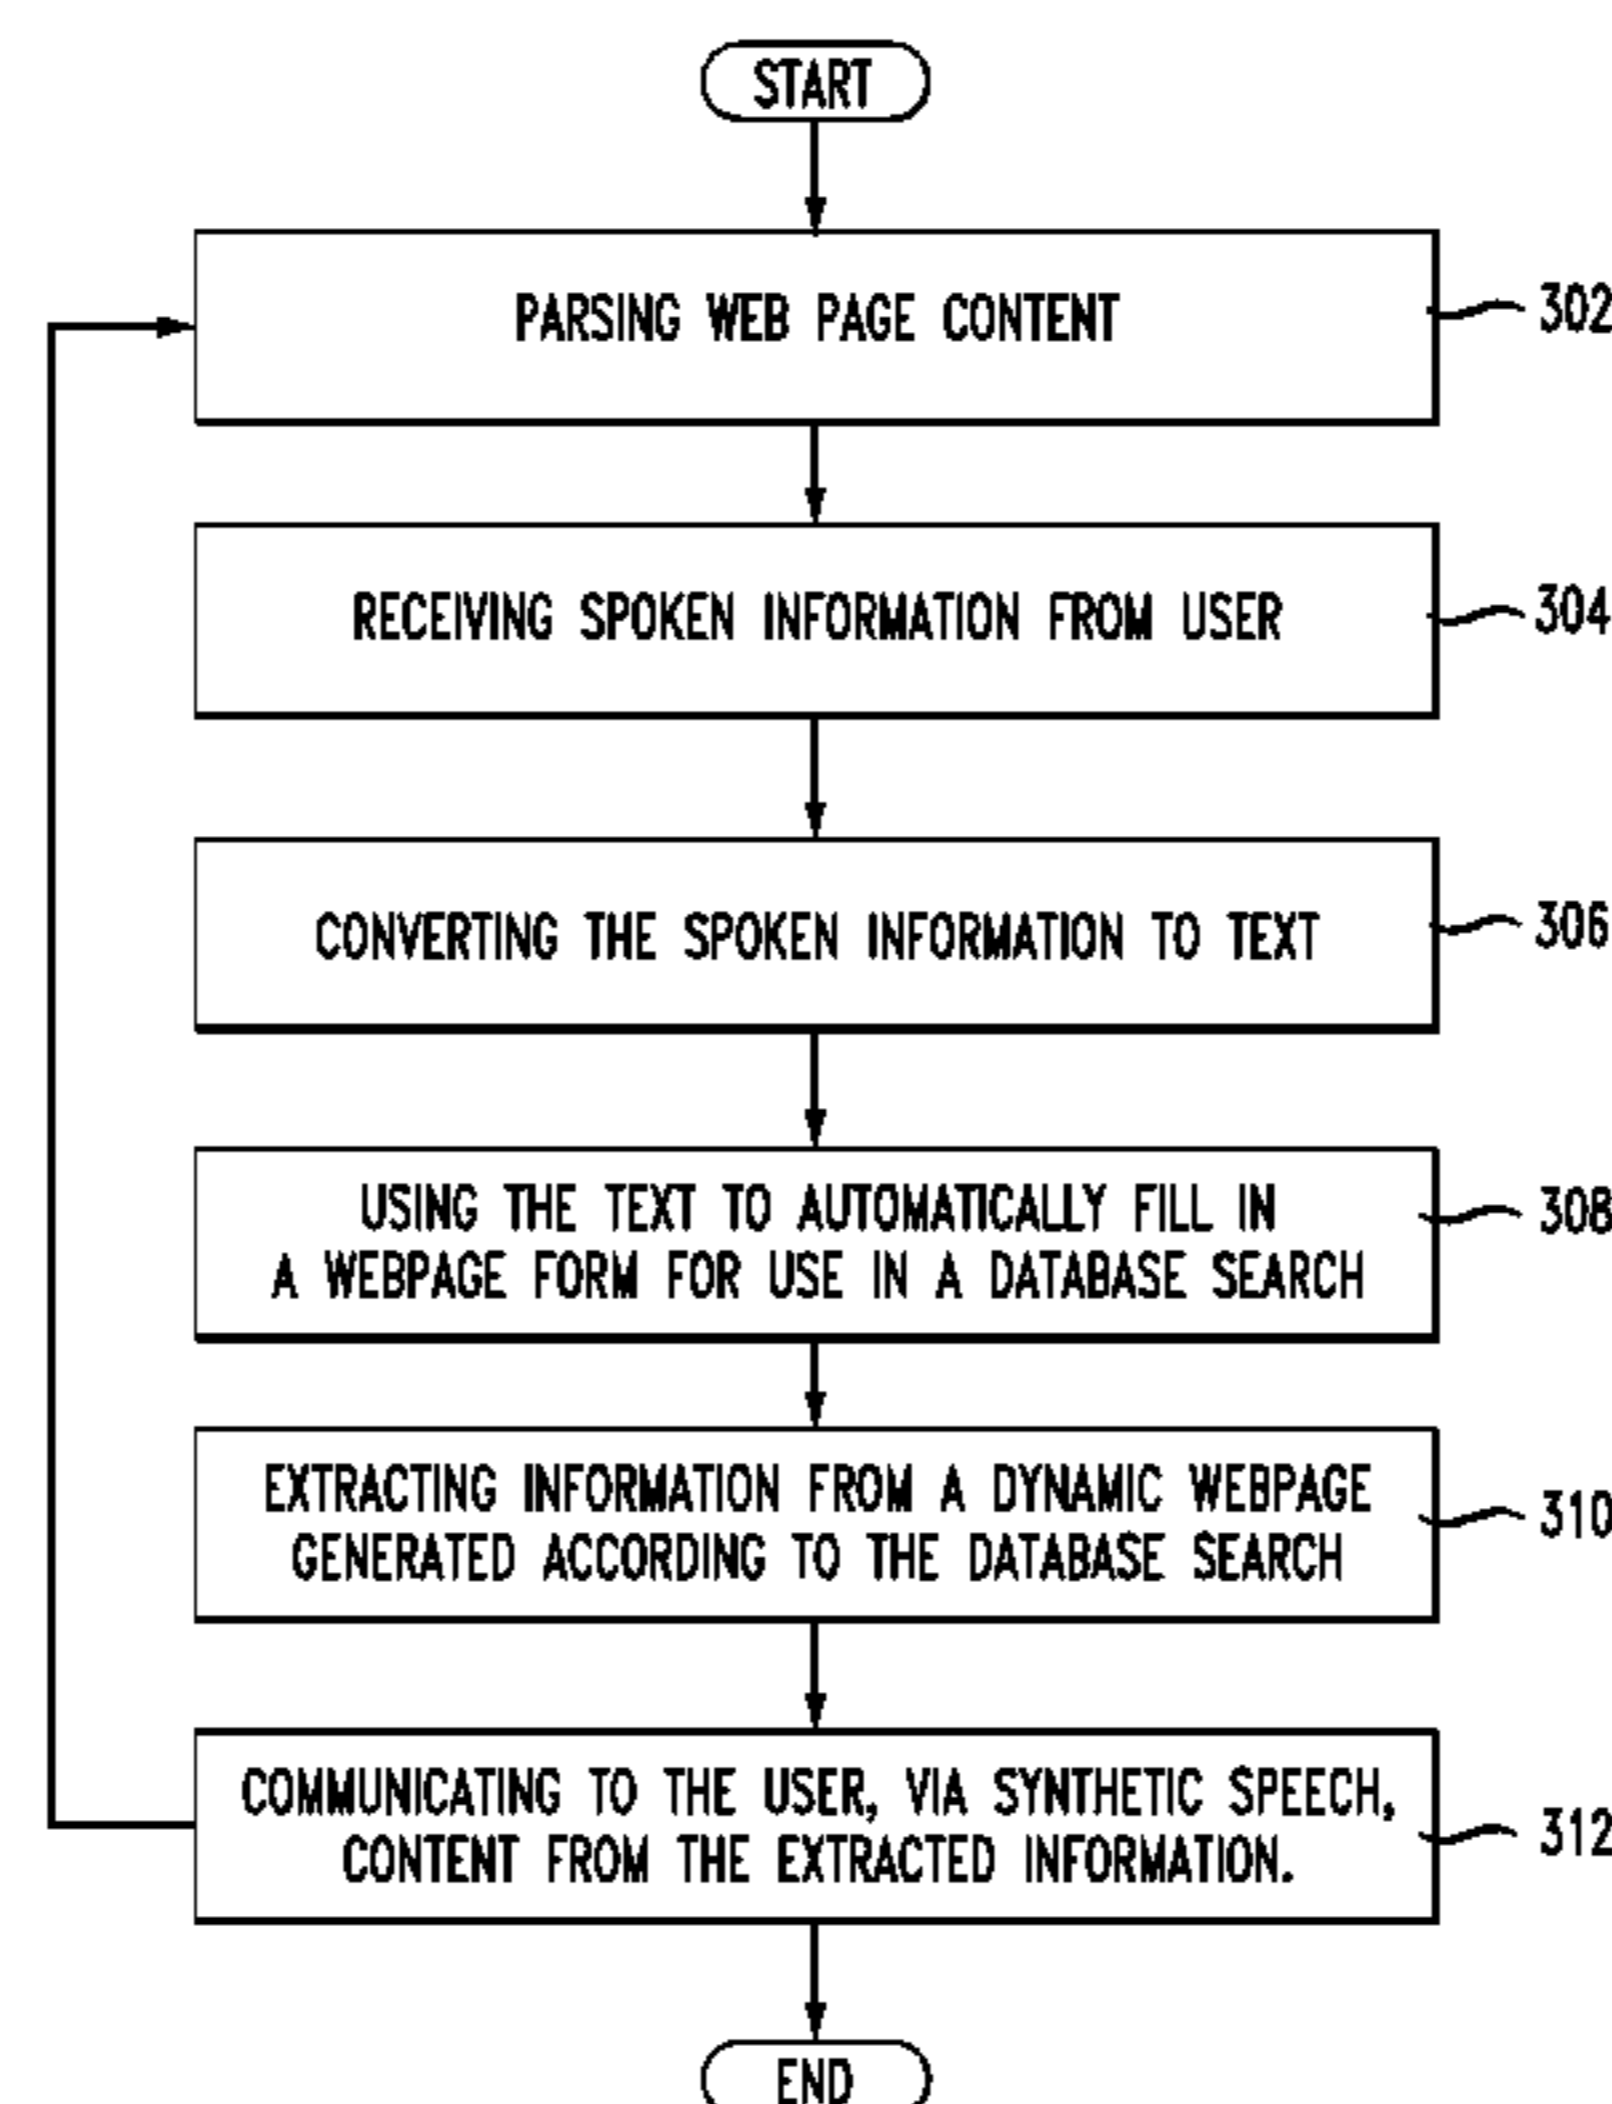 START
PARSING WEB PAGE CONTENT
302
RECEIVING SPOKEN INFORMATION FROM USER
304
CONVERTING THE SPOKEN INFORMATION TO TEXT
306
USING THE TEXT TO AUTOMATICALLY FILL IN
A WEBPAGE FORM FOR USE IN A DATABASE SEARCH
308
EXTRACTING INFORMATION FROM A DYNAMIC WEBPAGE
GENERATED ACCORDING TO THE DATABASE SEARCH
310
COMMUNICATING TO THE USER, VIA SYNTHETIC SPEECH,
CONTENT FROM THE EXTRACTED INFORMATION.
312
END